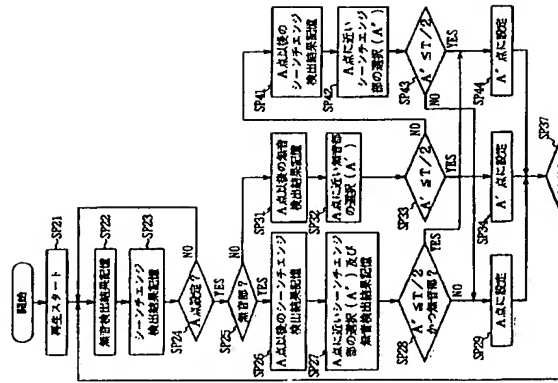 開始
再生スタート
SP21
無音検出結果記憶
SP22
シーンチェンジ
検出結果記憶
SP23
A点設定?
SP24
NO
YES
無音部?
SP25
NO
YES
A点以後のシーンチェンジ
検出結果記憶
SP26
A点に近いシーンチェンジ
部の選択(A″)及び
無音検出結果記憶
SP27
A″≦T/2
かつ無音部?
SP28
YES
NO
A点に設定
SP29
A点以後の無音
検出結果記憶
SP31
A点に近い無音部
の選択(A′)
SP32
A′≦T/2
SP33
NO
YES
A′点に設定
SP34
A点以後の
シーンチェンジ
検出結果記憶
SP41
A点に近い
シーンチェンジ
部の選択(A″)
SP42
A″≦T/2
SP43
NO
YES
A″点に設定
SP44
SP37